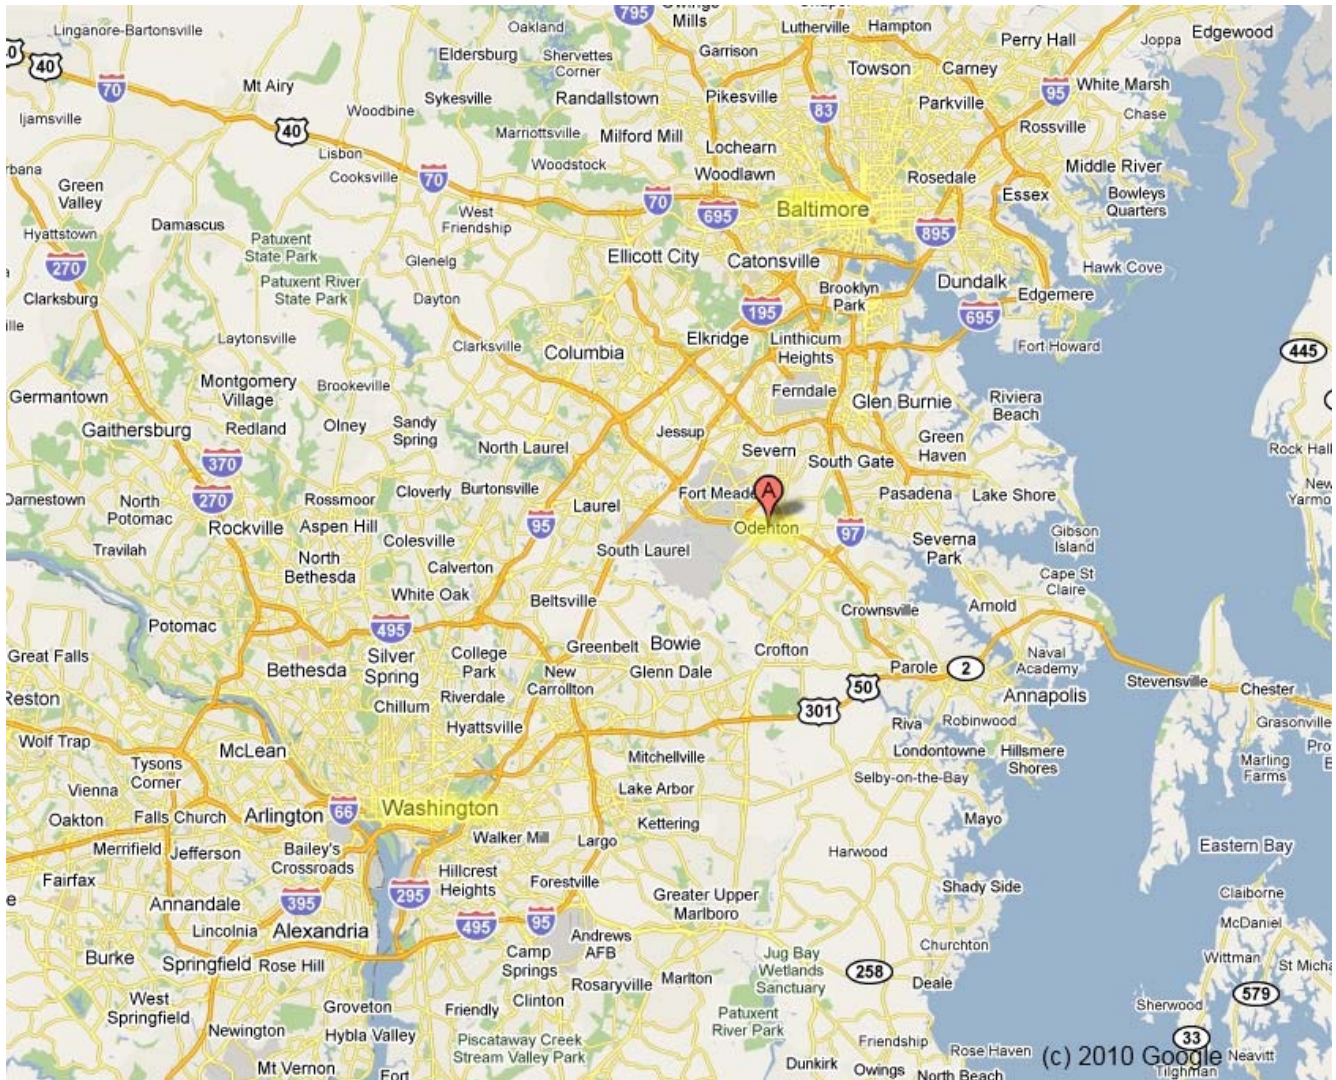 795
Owings
Mills
Lutherville
Hampton
Edgewood
Linganore-Bartonsville
Oakland
Eldersburg
Shervettes
Corner
Garrison
Perry Hall
Joppa
40
Towson
Carney
70
Mt Airy
Sykesville
Randallstown
Pikesville
83
Parkville
95
White Marsh
Ijamsville
Woodbine
40
Marriottsville
Milford Mill
Rossville
Chase
Lisbon
Lochearn
Cooksville
Woodstock
Woodlawn
Rosedale
Middle River
70
Green
Valley
70
695
Baltimore
Essex
Bowleys
Quarters
Damascus
West
Friendship
895
Hyattstown
Patuxent
State Park
Glenelg
Ellicott City
Catonsville
Hawk Cove
270
Patuxent River
State Park
Dundalk
Brooklyn
Park
Edgemere
Clarksburg
Dayton
195
695
Laytonsville
Clarksville
Elkridge
Linthicum
Heights
Fort Howard
Columbia
445
Montgomery
Village
Brookeville
Germantown
Ferndale
Glen Burnie
Riviera
Beach
Gaithersburg
Redland
Olney
Sandy
Spring
North Laurel
Jessup
Severn
Green
Haven
Rock Hall
370
South Gate
270
Darnestown
North
Potomac
Rossmoor
Cloverly
Burtonsville
Laurel
Fort Meade
A
Pasadena
Lake Shore
Rockville
Aspen Hill
95
Odenton
97
Colesville
Severna
Park
Gibson
Island
Travilah
North
Bethesda
South Laurel
Calverton
Cape St
Claire
White Oak
Beltsville
Crownsville
Arnold
Potomac
495
Great Falls
Bethesda
Silver
Spring
College
Park
Greenbelt
Bowie
Crofton
Naval
Academy
New
Carrollton
Glenn Dale
Parole
2
Stevensville
Chester
Reston
Chillum
Riverdale
50
Annapolis
Hyattsville
301
Riva
Robinwood
Grasonville
Wolf Trap
McLean
Mitchellville
Londontowne
Hillsmere
Shores
Tysons
Corner
Selby-on-the-Bay
Marling
Farms
Vienna
Lake Arbor
66
Washington
Oakton
Falls Church
Arlington
Kettering
Mayo
Merrifield
Jefferson
Bailey's
Crossroads
Walker Mill
Largo
Harwood
Eastern Bay
Fairfax
Hillcrest
Heights
Forestville
Shady Side
Claiborne
Annandale
395
295
Greater Upper
Marlboro
McDaniel
Lincolnia
Alexandria
495
95
Andrews
AFB
Churchton
Wittman
Burke
Springfield
Rose Hill
Camp
Springs
Jug Bay
Wetlands
Sanctuary
258
Deale
Rosaryville
Marlton
579
West
Springfield
Groveton
Friendly
Clinton
Sherwood
Newington
Hybla Valley
Patuxent
River Park
33
Piscataway Creek
Stream Valley Park
Friendship
Rose Haven
(c) 2010 Google
Neavitt
Mt Vernon
Fort
Dunkirk
Owings
North Beach
Tilghman